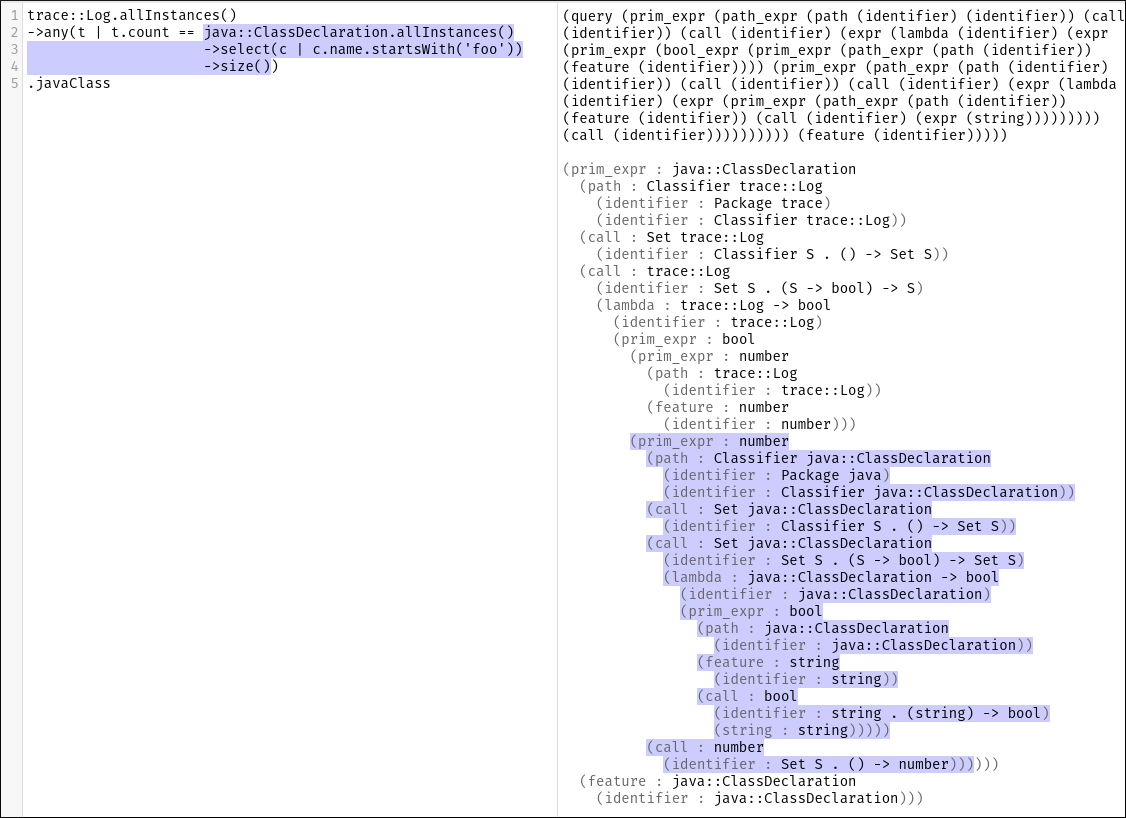 1 trace::Log.allInstances()
2 ->any(t | t.count == java::ClassDeclaration.allInstances()
3                      ->select(c | c.name.startsWith('foo'))
4                      ->size())
5 .javaClass
(query (prim_expr (path_expr (path (identifier) (identifier)) (call
(identifier)) (call (identifier) (expr (lambda (identifier) (expr
(prim_expr (bool_expr (prim_expr (path_expr (path (identifier))
(feature (identifier)))) (prim_expr (path_expr (path (identifier)
(identifier)) (call (identifier)) (call (identifier) (expr (lambda
(identifier) (expr (prim_expr (path_expr (path (identifier))
(feature (identifier)) (call (identifier) (expr (string)))))))))
(call (identifier)))))))))) (feature (identifier)))))
(prim_expr : java::ClassDeclaration
  (path : Classifier trace::Log
    (identifier : Package trace)
    (identifier : Classifier trace::Log))
  (call : Set trace::Log
    (identifier : Classifier S . () -> Set S))
  (call : trace::Log
    (identifier : Set S . (S -> bool) -> S)
    (lambda : trace::Log -> bool
      (identifier : trace::Log)
      (prim_expr : bool
        (prim_expr : number
          (path : trace::Log
            (identifier : trace::Log))
          (feature : number
            (identifier : number)))
        (prim_expr : number
          (path : Classifier java::ClassDeclaration
            (identifier : Package java)
            (identifier : Classifier java::ClassDeclaration))
          (call : Set java::ClassDeclaration
            (identifier : Classifier S . () -> Set S))
          (call : Set java::ClassDeclaration
            (identifier : Set S . (S -> bool) -> Set S)
            (lambda : java::ClassDeclaration -> bool
              (identifier : java::ClassDeclaration)
              (prim_expr : bool
                (path : java::ClassDeclaration
                  (identifier : java::ClassDeclaration))
                (feature : string
                  (identifier : string))
                (call : bool
                  (identifier : string . (string) -> bool)
                  (string : string)))))
          (call : number
            (identifier : Set S . () -> number))))))
  (feature : java::ClassDeclaration
    (identifier : java::ClassDeclaration)))